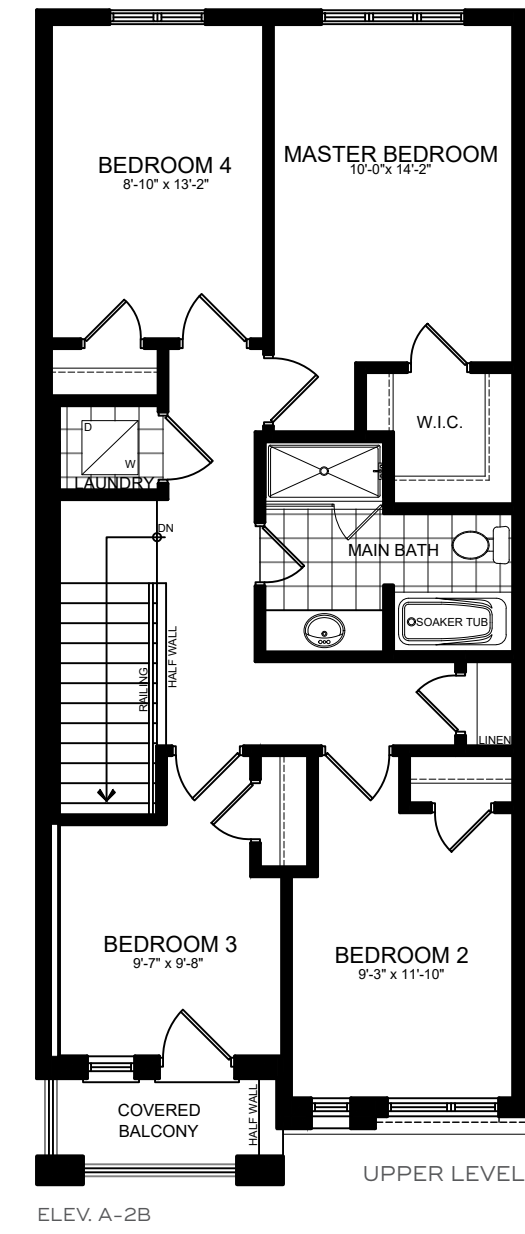 BEDROOM 4
8'-10" x 13'-2"
MASTER BEDROOM
10'-0"x 14'-2"
W.I.C.
D
W
LAUNDRY
DN
MAIN BATH
SOAKER TUB
RAILING
HALF WALL
LINEN
BEDROOM 3
9'-7" x 9'-8"
BEDROOM 2
9'-3" x 11'-10"
COVERED
BALCONY
HALF WALL
UPPER LEVEL
ELEV. A-2B